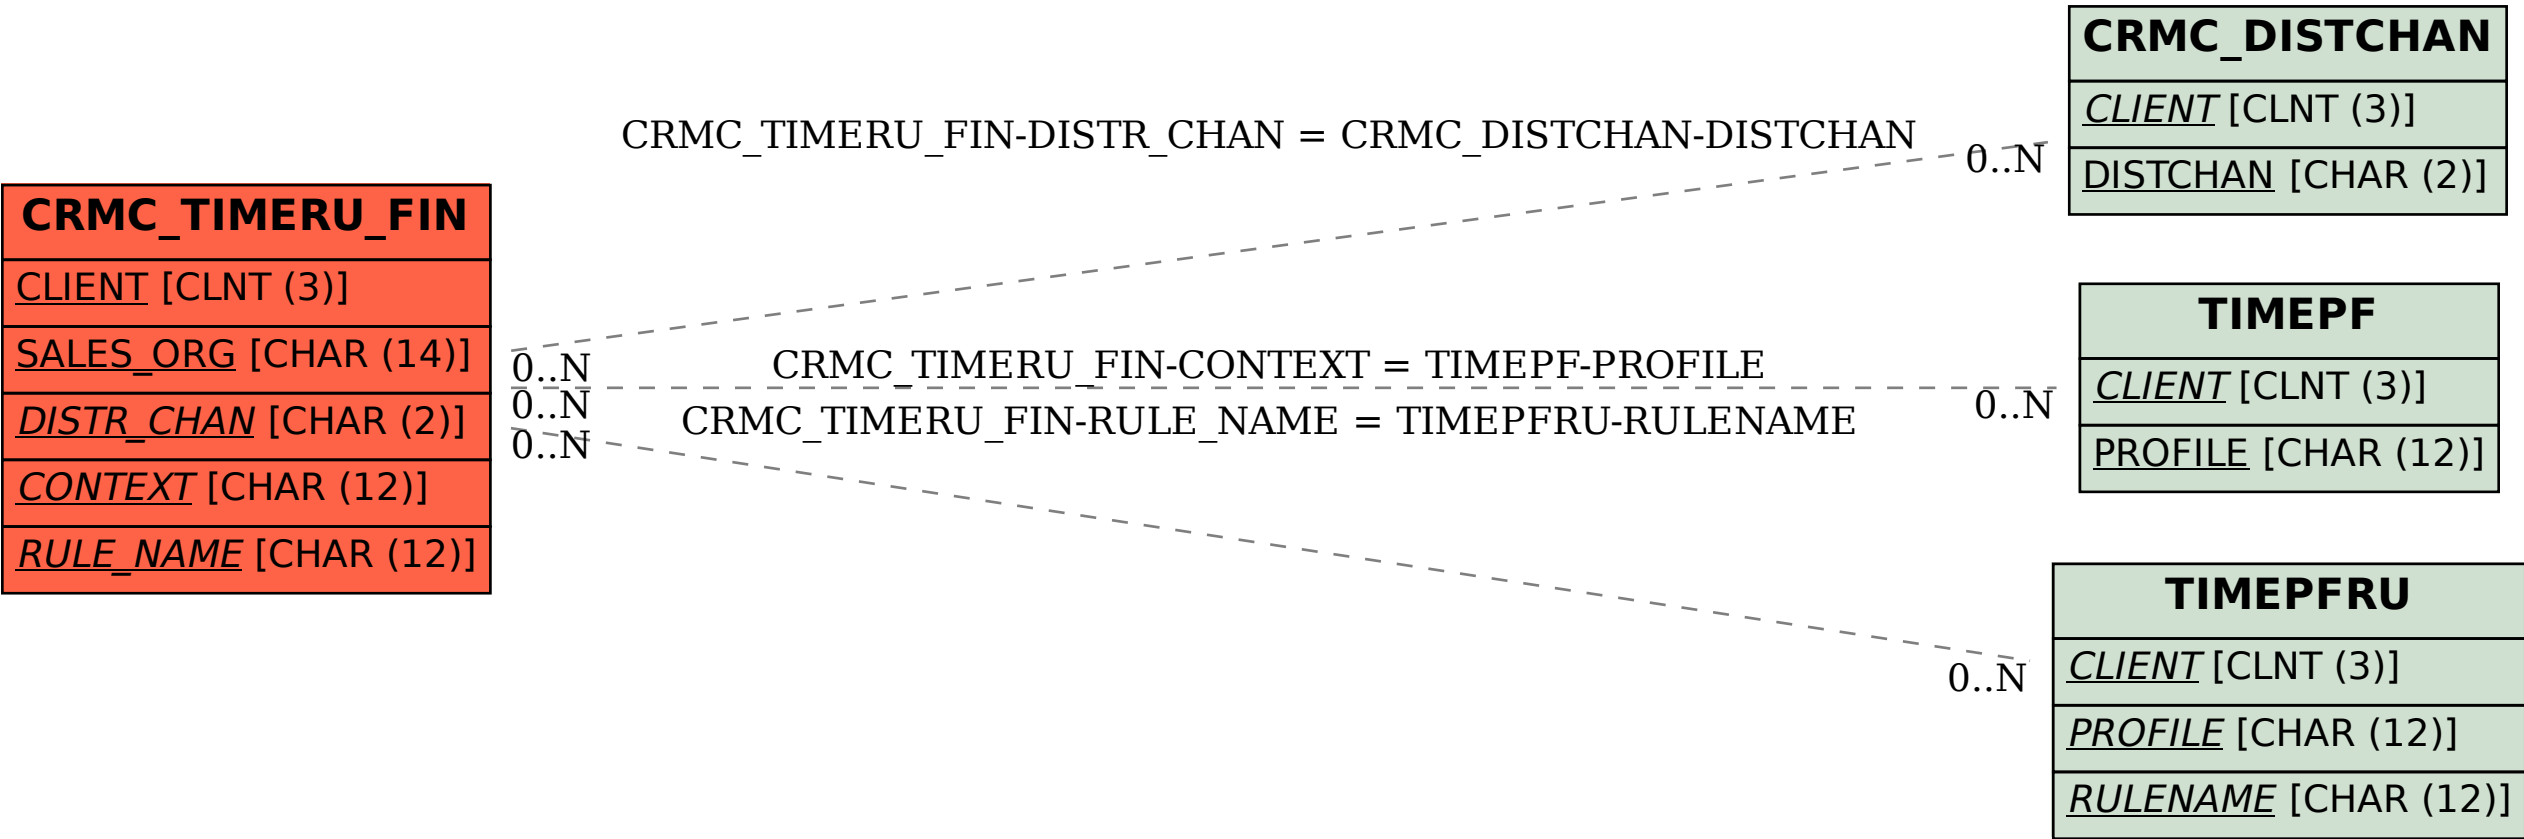 CRMC_TIMERU_FIN
CLIENT [CLNT (3)]
SALES_ORG [CHAR (14)]
DISTR_CHAN [CHAR (2)]
CONTEXT [CHAR (12)]
RULE_NAME [CHAR (12)]
CRMC_TIMERU_FIN-DISTR_CHAN = CRMC_DISTCHAN-DISTCHAN
0..N
0..N
CRMC_TIMERU_FIN-CONTEXT = TIMEPF-PROFILE
0..N
0..N
CRMC_TIMERU_FIN-RULE_NAME = TIMEPFRU-RULENAME
0..N
0..N
CRMC_DISTCHAN
CLIENT [CLNT (3)]
DISTCHAN [CHAR (2)]
TIMEPF
CLIENT [CLNT (3)]
PROFILE [CHAR (12)]
TIMEPFRU
CLIENT [CLNT (3)]
PROFILE [CHAR (12)]
RULENAME [CHAR (12)]